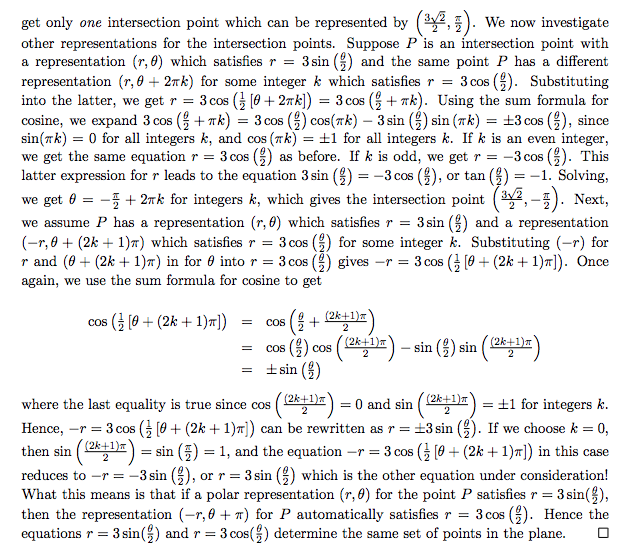 get only one intersection point which can be represented by (3√2/2, π/2). We now investigate
other representations for the intersection points. Suppose P is an intersection point with
a representation (r, θ) which satisfies r = 3 sin (θ/2) and the same point P has a different
representation (r, θ + 2πk) for some integer k which satisfies r = 3 cos (θ/2). Substituting
into the latter, we get r = 3 cos (1/2 [θ + 2πk]) = 3 cos (θ/2 + πk). Using the sum formula for
cosine, we expand 3 cos (θ/2 + πk) = 3 cos (θ/2) cos(πk) − 3 sin (θ/2) sin (πk) = ±3 cos (θ/2), since
sin(πk) = 0 for all integers k, and cos (πk) = ±1 for all integers k. If k is an even integer,
we get the same equation r = 3 cos (θ/2) as before. If k is odd, we get r = −3 cos (θ/2). This
latter expression for r leads to the equation 3 sin (θ/2) = −3 cos (θ/2), or tan (θ/2) = −1. Solving,
we get θ = −π/2 + 2πk for integers k, which gives the intersection point (3√2/2, −π/2). Next,
we assume P has a representation (r, θ) which satisfies r = 3 sin (θ/2) and a representation
(−r, θ + (2k + 1)π) which satisfies r = 3 cos (θ/2) for some integer k. Substituting (−r) for
r and (θ + (2k + 1)π) in for θ into r = 3 cos (θ/2) gives −r = 3 cos (1/2 [θ + (2k + 1)π]). Once
again, we use the sum formula for cosine to get
cos (1/2 [θ + (2k + 1)π]) = cos (θ/2 + (2k+1)π/2)
= cos (θ/2) cos ((2k+1)π/2) − sin (θ/2) sin ((2k+1)π/2)
= ± sin (θ/2)
where the last equality is true since cos ((2k+1)π/2) = 0 and sin ((2k+1)π/2) = ±1 for integers k.
Hence, −r = 3 cos (1/2 [θ + (2k + 1)π]) can be rewritten as r = ±3 sin (θ/2). If we choose k = 0,
then sin ((2k+1)π/2) = sin (π/2) = 1, and the equation −r = 3 cos (1/2 [θ + (2k + 1)π]) in this case
reduces to −r = −3 sin (θ/2), or r = 3 sin (θ/2) which is the other equation under consideration!
What this means is that if a polar representation (r, θ) for the point P satisfies r = 3 sin(θ/2),
then the representation (−r, θ + π) for P automatically satisfies r = 3 cos (θ/2). Hence the
equations r = 3 sin(θ/2) and r = 3 cos(θ/2) determine the same set of points in the plane. □